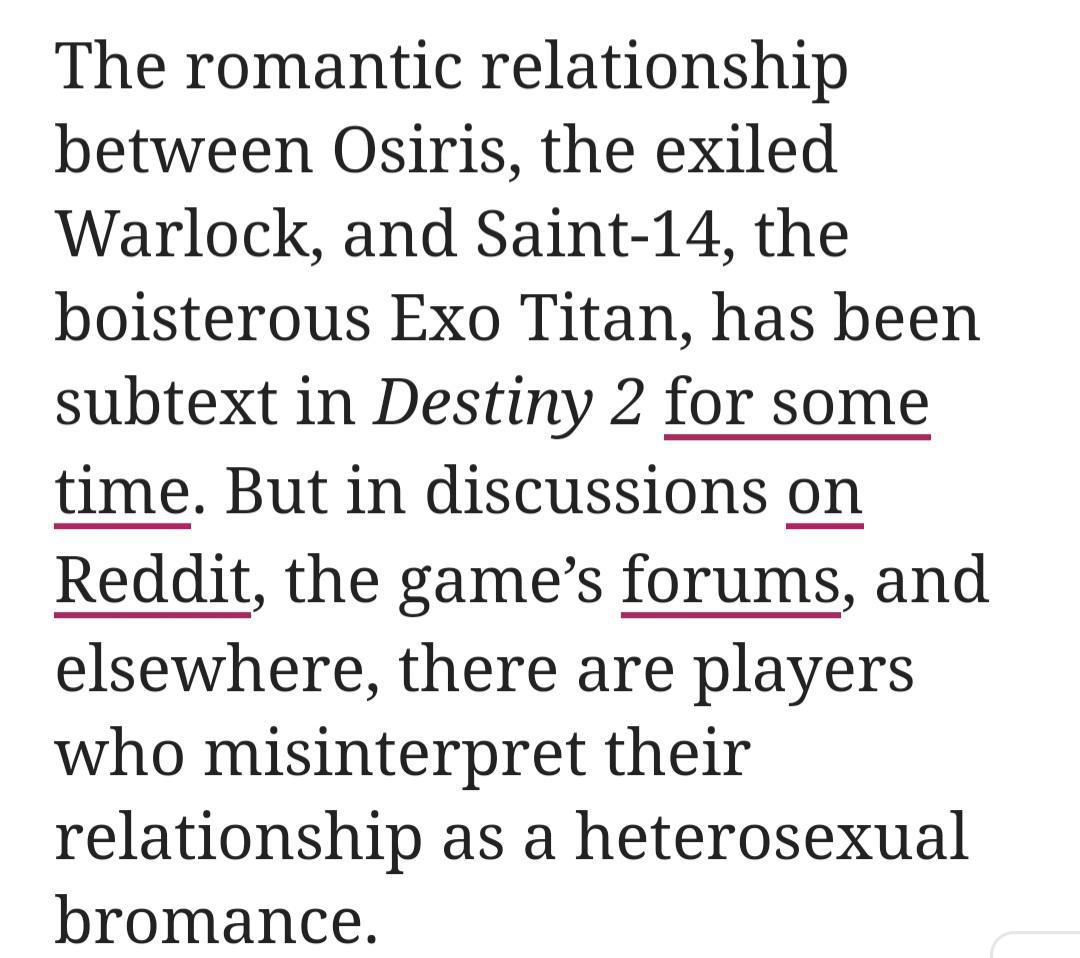 The romantic relationship
between Osiris, the exiled
Warlock, and Saint-14, the
boisterous Exo Titan, has been
subtext in Destiny 2 for some
time. But in discussions on
Reddit, the game’s forums, and
elsewhere, there are players
who misinterpret their
relationship as a heterosexual
bromance.